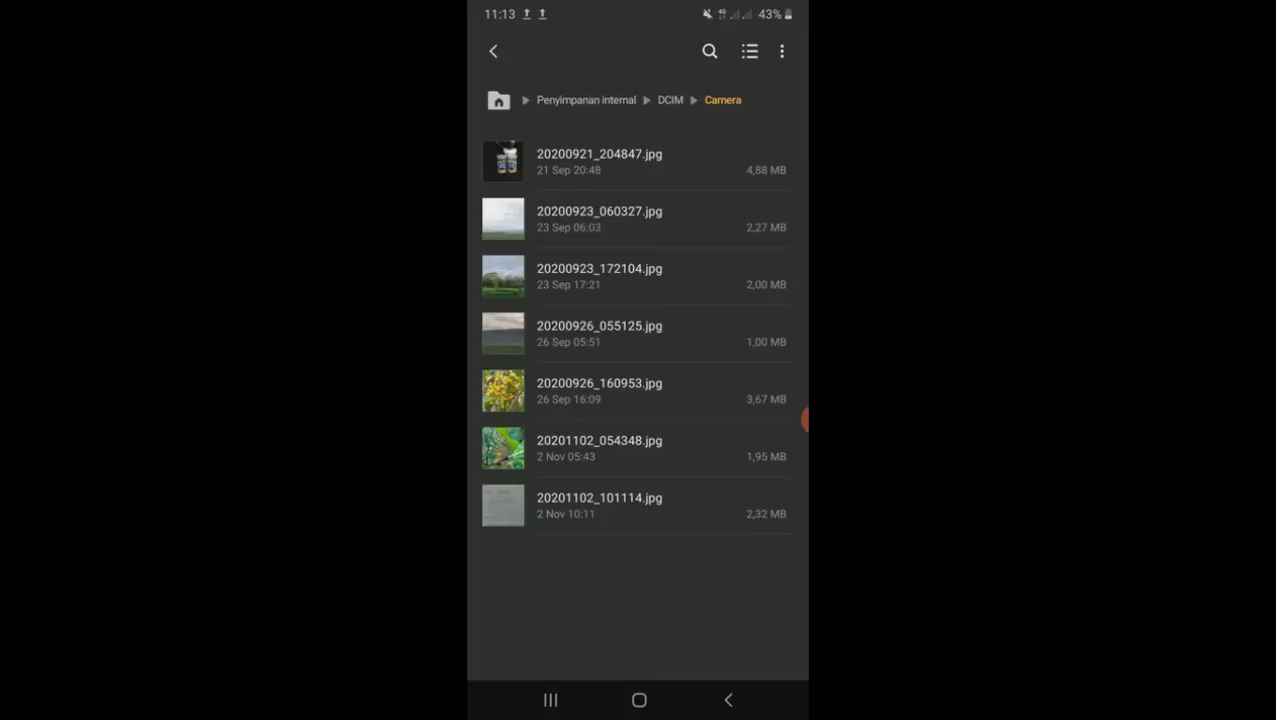 11:13
4G
43%
Penyimpanan internal
DCIM
Camera
20200921_204847.jpg
21 Sep 20:48
4,88 MB
20200923_060327.jpg
23 Sep 06:03
2,27 MB
20200923_172104.jpg
23 Sep 17:21
2,00 MB
20200926_055125.jpg
26 Sep 05:51
1,00 MB
20200926_160953.jpg
26 Sep 16:09
3,67 MB
20201102_054348.jpg
2 Nov 05:43
1,95 MB
20201102_101114.jpg
2 Nov 10:11
2,32 MB